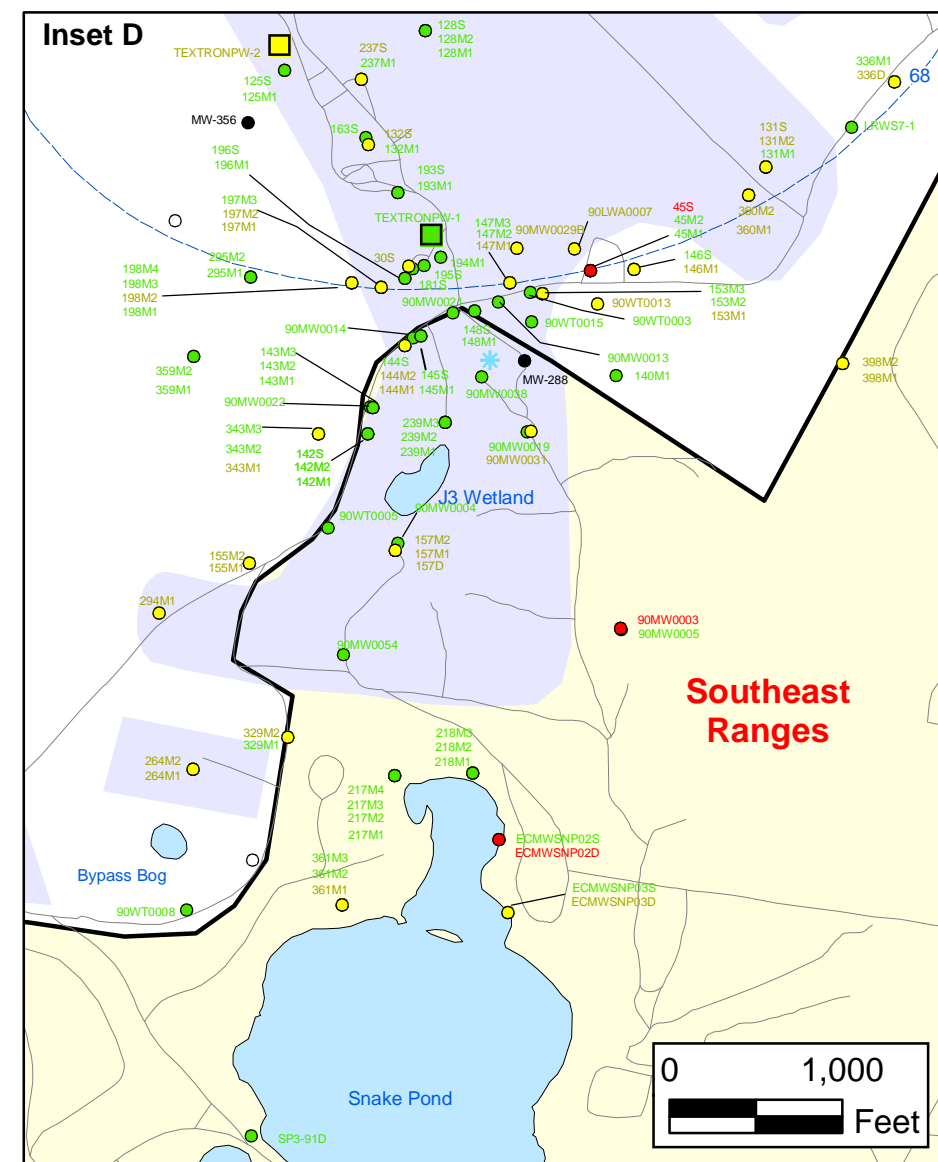 Inset D
TEXTRONPW-2
128S
128M2
128M1
237S
237M1
125S
125M1
336M1
336D
68
MW-356
163S
132S
132M1
LRWS7-1
131S
131M2
131M1
196S
196M1
193S
193M1
197M3
197M2
197M1
TEXTRONPW-1
147M3
147M2
147M1
90MW0029B
90LWA0007
45S
45M2
45M1
360M2
360M1
295M2
295M1
30S
194M1
195S
181S
146S
146M1
198M4
198M3
198M2
198M1
90MW0021
153M3
153M2
153M1
90WT0013
90WT0003
90WT0015
90MW0014
148S
148M1
90MW0013
143M3
143M2
143M1
144S
144M2
144M1
145S
145M1
MW-288
140M1
398M2
398M1
359M2
359M1
90MW0038
90MW0022
343M3
343M2
343M1
142S
142M2
142M1
239M3
239M2
239M1
90MW0019
90MW0031
J3 Wetland
90WT0005
90MW0004
157M2
157M1
157D
155M2
155M1
294M1
90MW0003
90MW0005
90MW0054
Southeast
Ranges
329M2
329M1
218M3
218M2
218M1
264M2
264M1
217M4
217M3
217M2
217M1
ECMWSNP02S
ECMWSNP02D
Bypass Bog
361M3
361M2
361M1
ECMWSNP03S
ECMWSNP03D
90WT0008
0 1,000
Feet
Snake Pond
SP3-91D